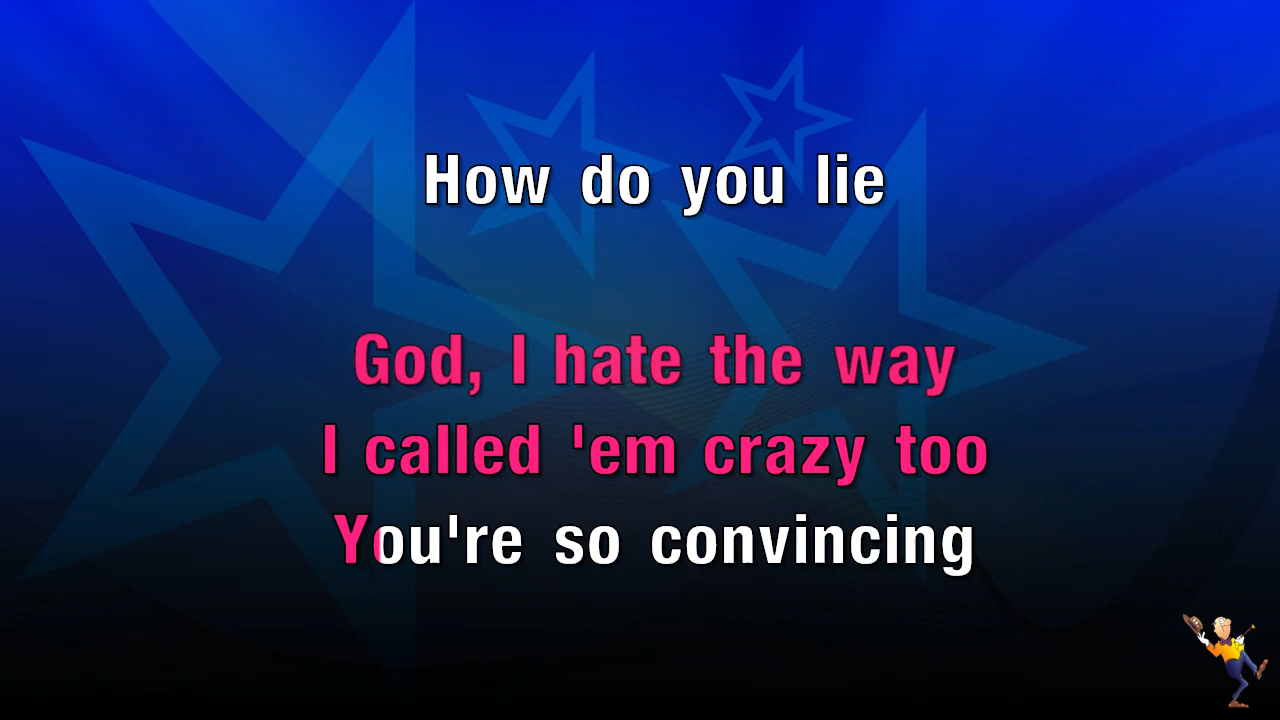 How do you lie
God, I hate the way
I called 'em crazy too
You're so convincing